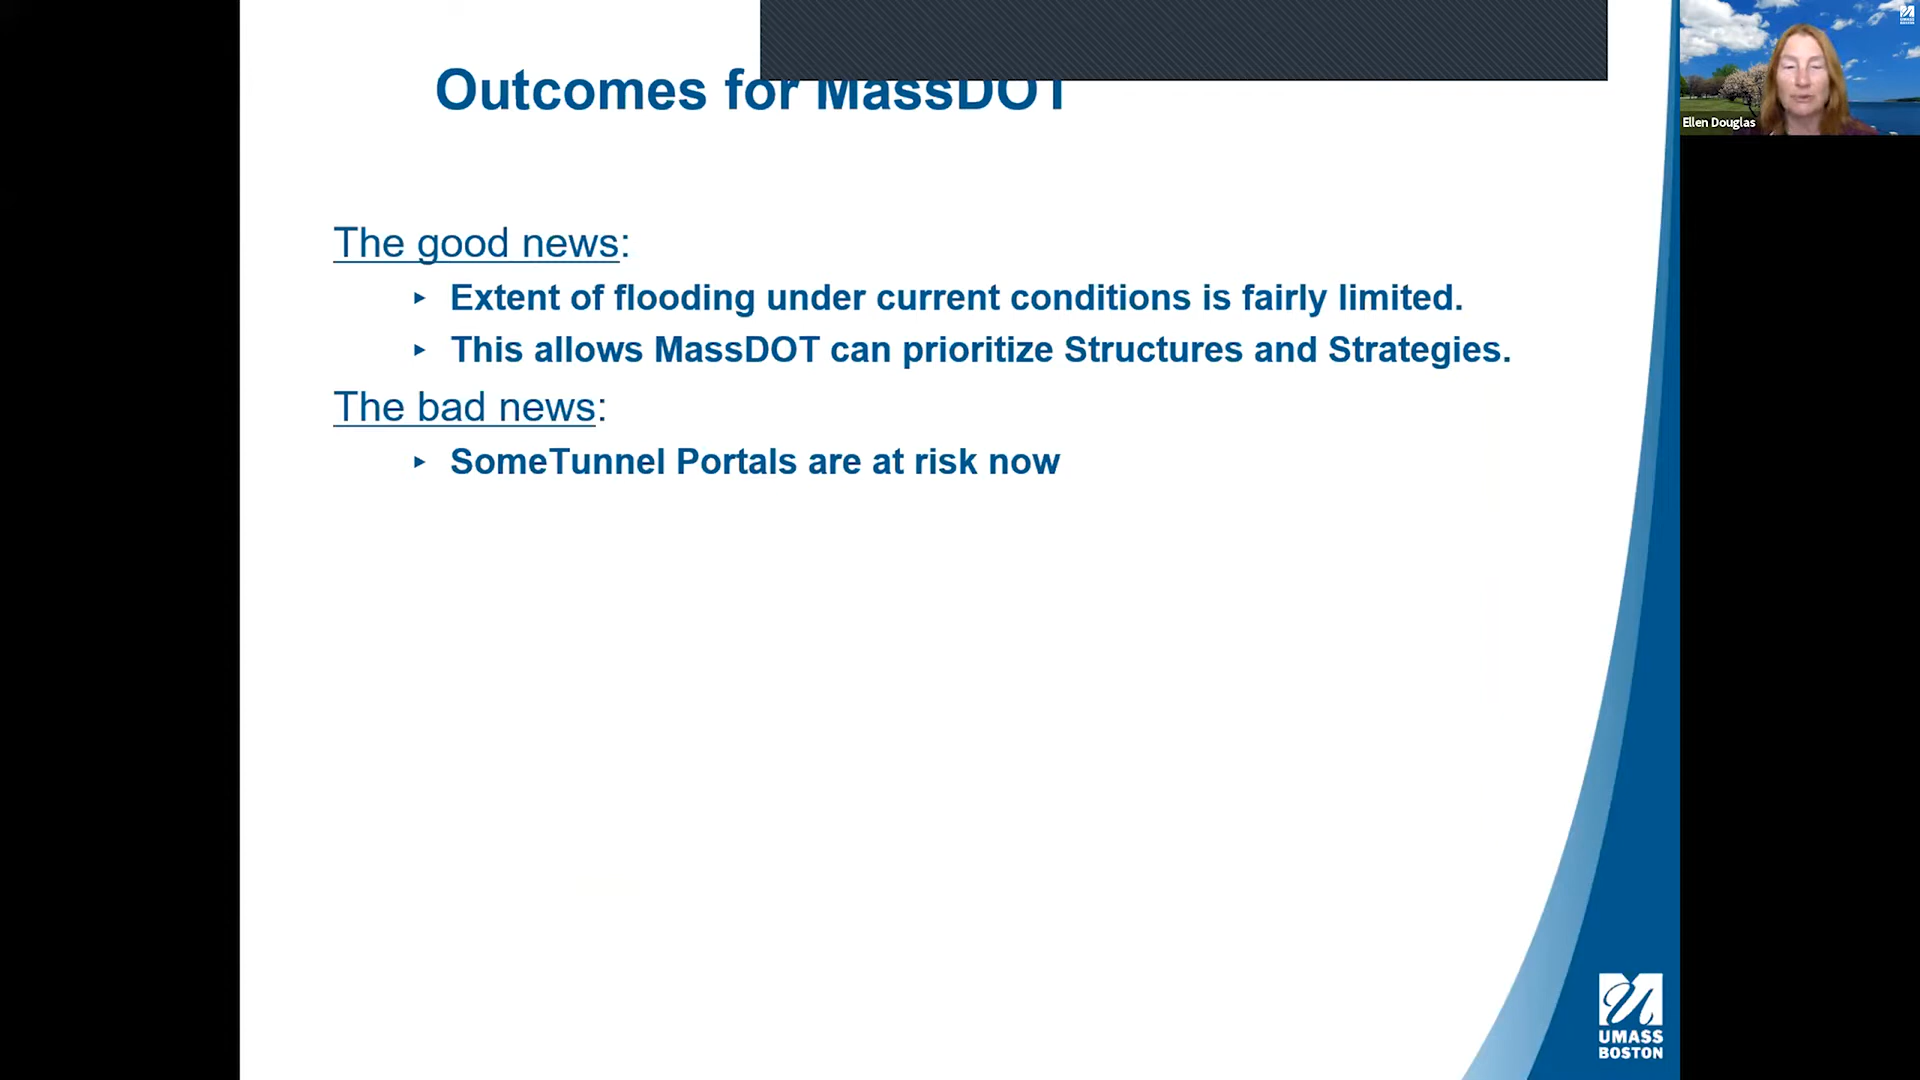 Outcomes for MassDOT
Ellen Douglas
The good news:
‣ Extent of flooding under current conditions is fairly limited.
‣ This allows MassDOT can prioritize Structures and Strategies.
The bad news:
‣ SomeTunnel Portals are at risk now
UMASS
BOSTON